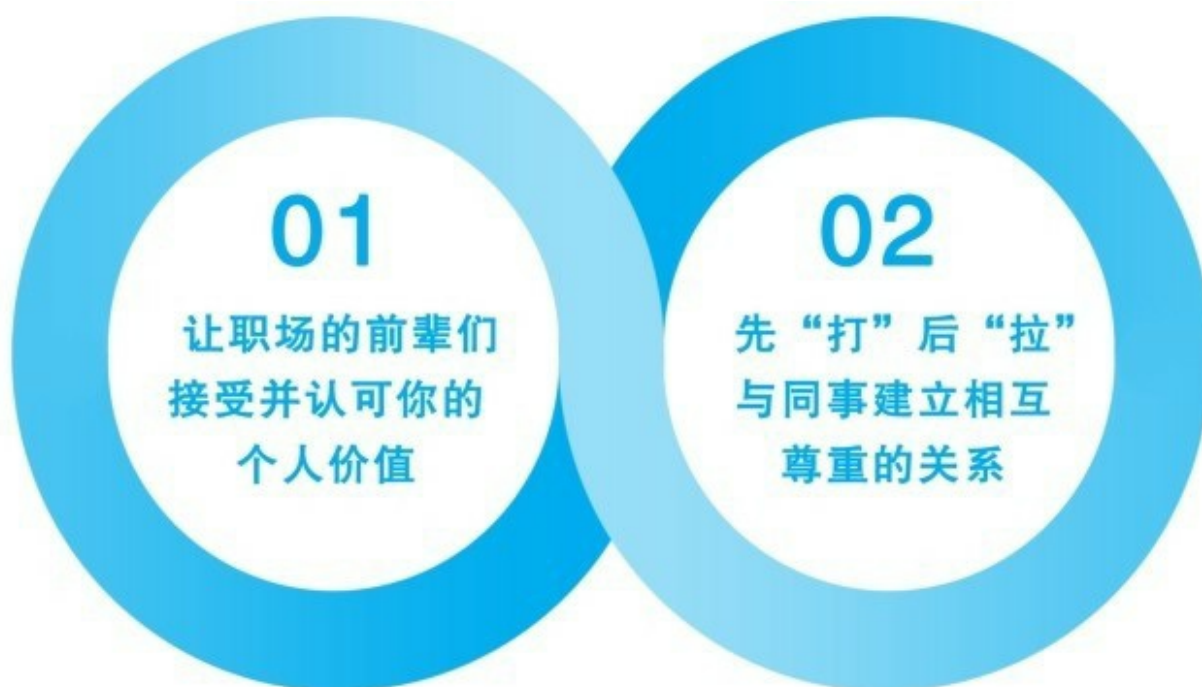 01
让职场的前辈们
接受并认可你的
个人价值
02
先“打”后“拉”
与同事建立相互
尊重的关系